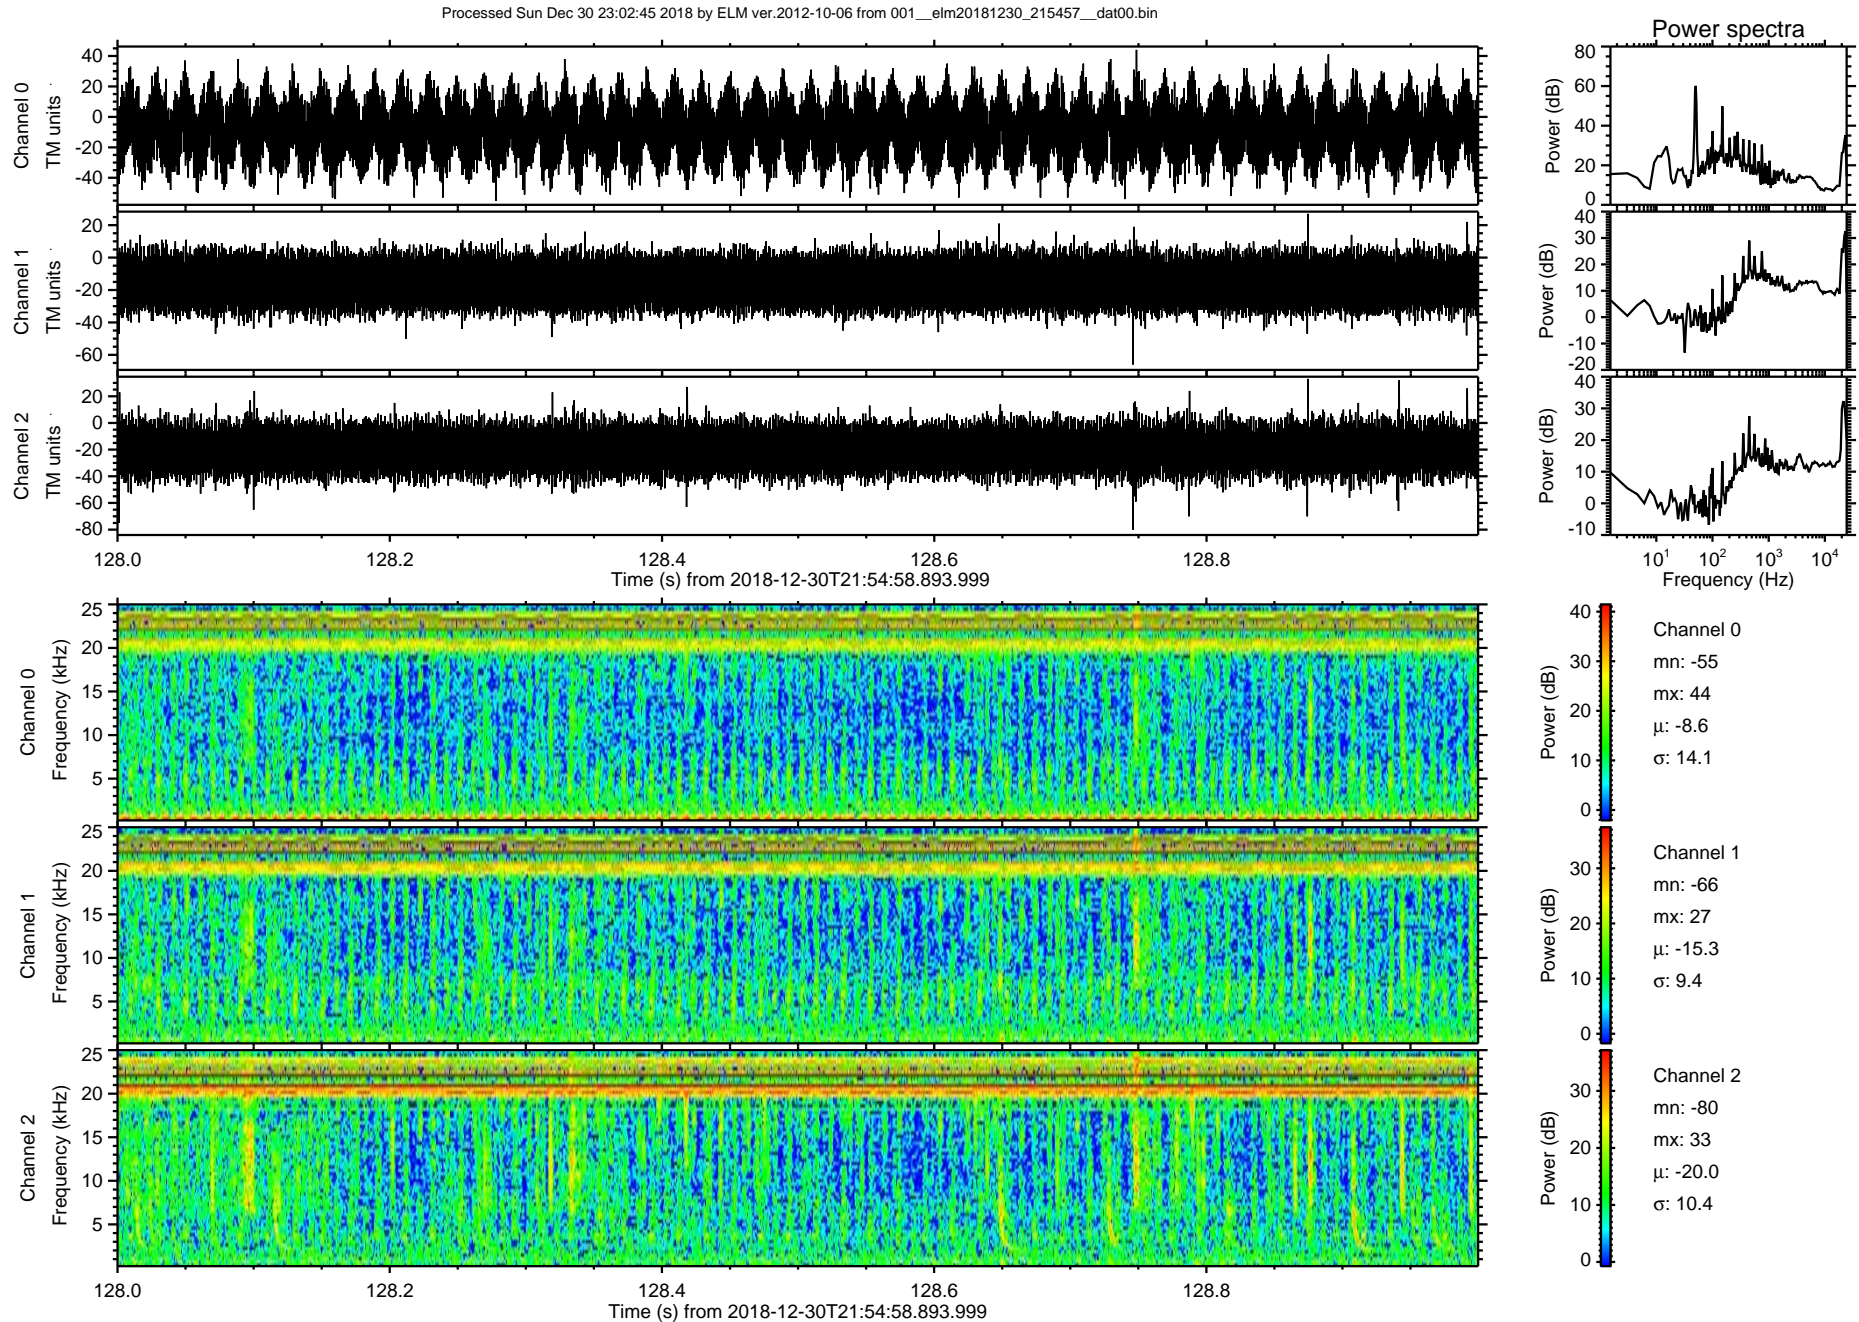 Processed Sun Dec 30 23:02:45 2018 by ELM ver.2012-10-06 from 001__elm20181230_215457__dat00.bin
Power spectra
Channel 0
TM units
40
20
0
-20
-40
Power (dB)
80
60
40
20
0
Channel 1
TM units
20
0
-20
-40
-60
Power (dB)
40
30
20
10
0
-10
-20
Channel 2
TM units
20
0
-20
-40
-60
-80
Power (dB)
40
30
20
10
0
-10
128.0 128.2 128.4 128.6 128.8
Time (s) from 2018-12-30T21:54:58.893.999
10¹ 10² 10³ 10⁴
Frequency (Hz)
Channel 0
Frequency (kHz)
25
20
15
10
5
Power (dB)
40
30
20
10
0
Channel 0
mn: -55
mx: 44
μ: -8.6
σ: 14.1
Channel 1
Frequency (kHz)
25
20
15
10
5
Power (dB)
30
20
10
0
Channel 1
mn: -66
mx: 27
μ: -15.3
σ: 9.4
Channel 2
Frequency (kHz)
25
20
15
10
5
Power (dB)
30
20
10
0
Channel 2
mn: -80
mx: 33
μ: -20.0
σ: 10.4
128.0 128.2 128.4 128.6 128.8
Time (s) from 2018-12-30T21:54:58.893.999